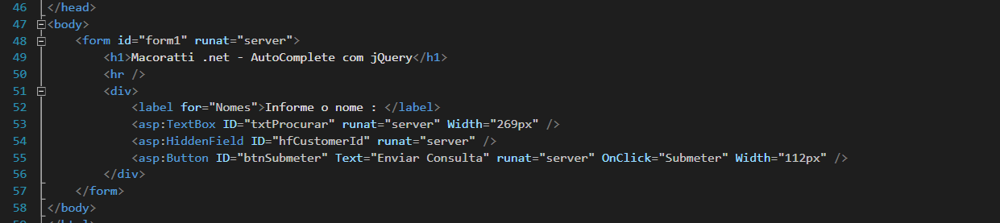 46 </head>
47 <body>
48 <form id="form1" runat="server">
49 <h1>Macoratti .net - AutoComplete com jQuery</h1>
50 <hr />
51 <div>
52 <label for="Nomes">Informe o nome : </label>
53 <asp:TextBox ID="txtProcurar" runat="server" Width="269px" />
54 <asp:HiddenField ID="hfCustomerId" runat="server" />
55 <asp:Button ID="btnSubmeter" Text="Enviar Consulta" runat="server" OnClick="Submeter" Width="112px" />
56 </div>
57 </form>
58 </body>